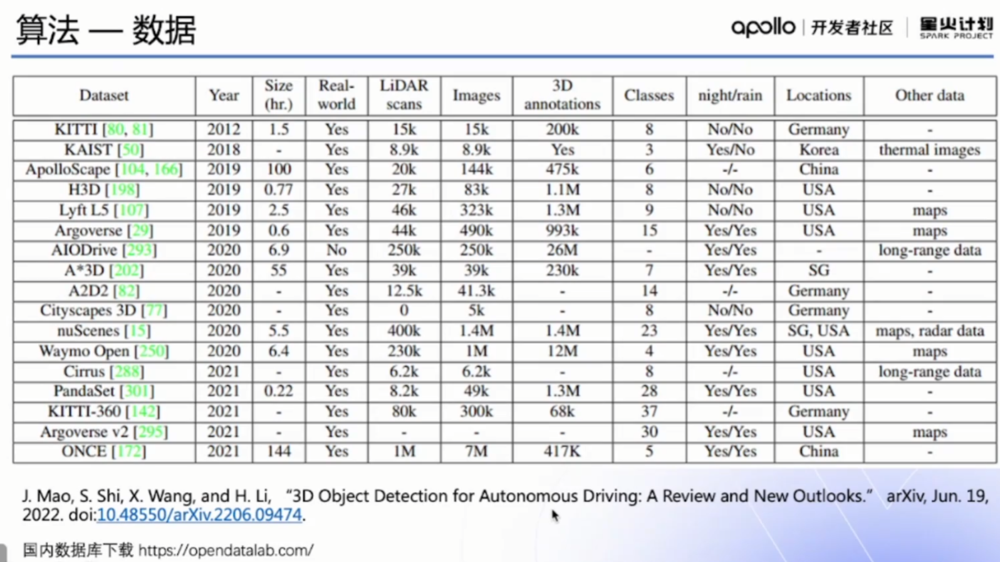 算法 — 数据
apollo | 开发者社区 | 星火计划
SPARK PROJECT
Dataset Year Size (hr.) Real-world LiDAR scans Images 3D annotations Classes night/rain Locations Other data
KITTI [80, 81] 2012 1.5 Yes 15k 15k 200k 8 No/No Germany -
KAIST [50] 2018 - Yes 8.9k 8.9k Yes 3 Yes/No Korea thermal images
ApolloScape [104, 166] 2019 100 Yes 20k 144k 475k 6 -/- China -
H3D [198] 2019 0.77 Yes 27k 83k 1.1M 8 No/No USA -
Lyft L5 [107] 2019 2.5 Yes 46k 323k 1.3M 9 No/No USA maps
Argoverse [29] 2019 0.6 Yes 44k 490k 993k 15 Yes/Yes USA maps
AIODrive [293] 2020 6.9 No 250k 250k 26M - Yes/Yes - long-range data
A*3D [202] 2020 55 Yes 39k 39k 230k 7 Yes/Yes SG -
A2D2 [82] 2020 - Yes 12.5k 41.3k - 14 -/- Germany -
Cityscapes 3D [77] 2020 - Yes 0 5k - 8 No/No Germany -
nuScenes [15] 2020 5.5 Yes 400k 1.4M 1.4M 23 Yes/Yes SG, USA maps, radar data
Waymo Open [250] 2020 6.4 Yes 230k 1M 12M 4 Yes/Yes USA maps
Cirrus [288] 2021 - Yes 6.2k 6.2k - 8 -/- USA long-range data
PandaSet [301] 2021 0.22 Yes 8.2k 49k 1.3M 28 Yes/Yes USA -
KITTI-360 [142] 2021 - Yes 80k 300k 68k 37 -/- Germany -
Argoverse v2 [295] 2021 - Yes - - - 30 Yes/Yes USA maps
ONCE [172] 2021 144 Yes 1M 7M 417K 5 Yes/Yes China -
J. Mao, S. Shi, X. Wang, and H. Li, “3D Object Detection for Autonomous Driving: A Review and New Outlooks.” arXiv, Jun. 19,
2022. doi:10.48550/arXiv.2206.09474.
国内数据库下载 https://opendatalab.com/